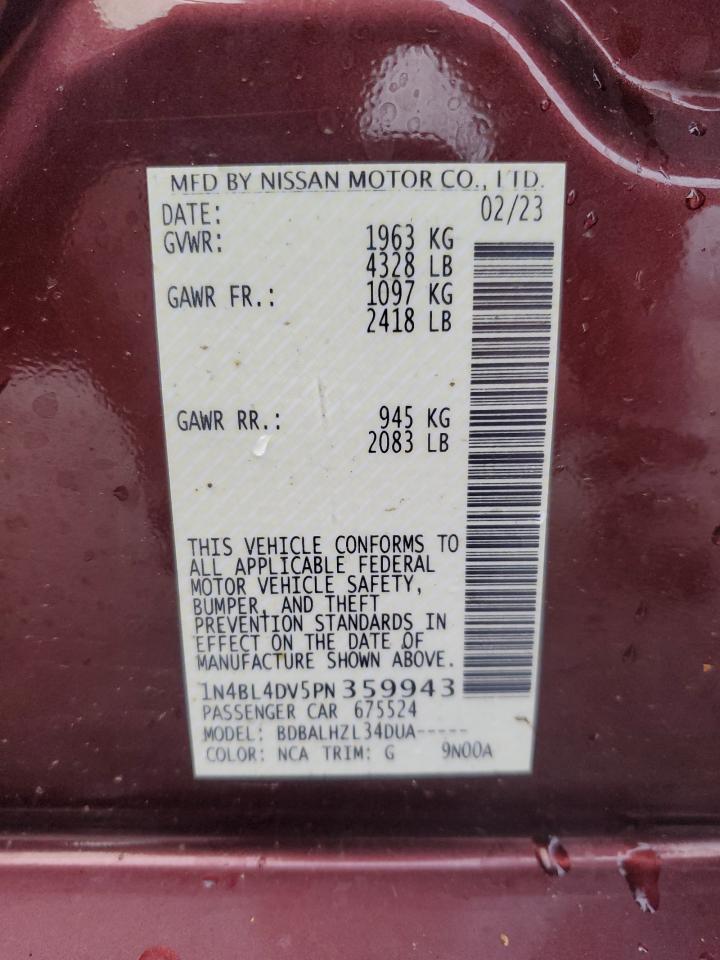 MFD BY NISSAN MOTOR CO., LTD.
DATE: 02/23
GVWR: 1963 KG
4328 LB
GAWR FR.: 1097 KG
2418 LB
GAWR RR.: 945 KG
2083 LB
THIS VEHICLE CONFORMS TO
ALL APPLICABLE FEDERAL
MOTOR VEHICLE SAFETY,
BUMPER, AND THEFT
PREVENTION STANDARDS IN
EFFECT ON THE DATE OF
MANUFACTURE SHOWN ABOVE.
1N4BL4DV5PN359943
PASSENGER CAR 675524
MODEL: BDBALHZL34DUA-----
COLOR: NCA TRIM: G 9N00A